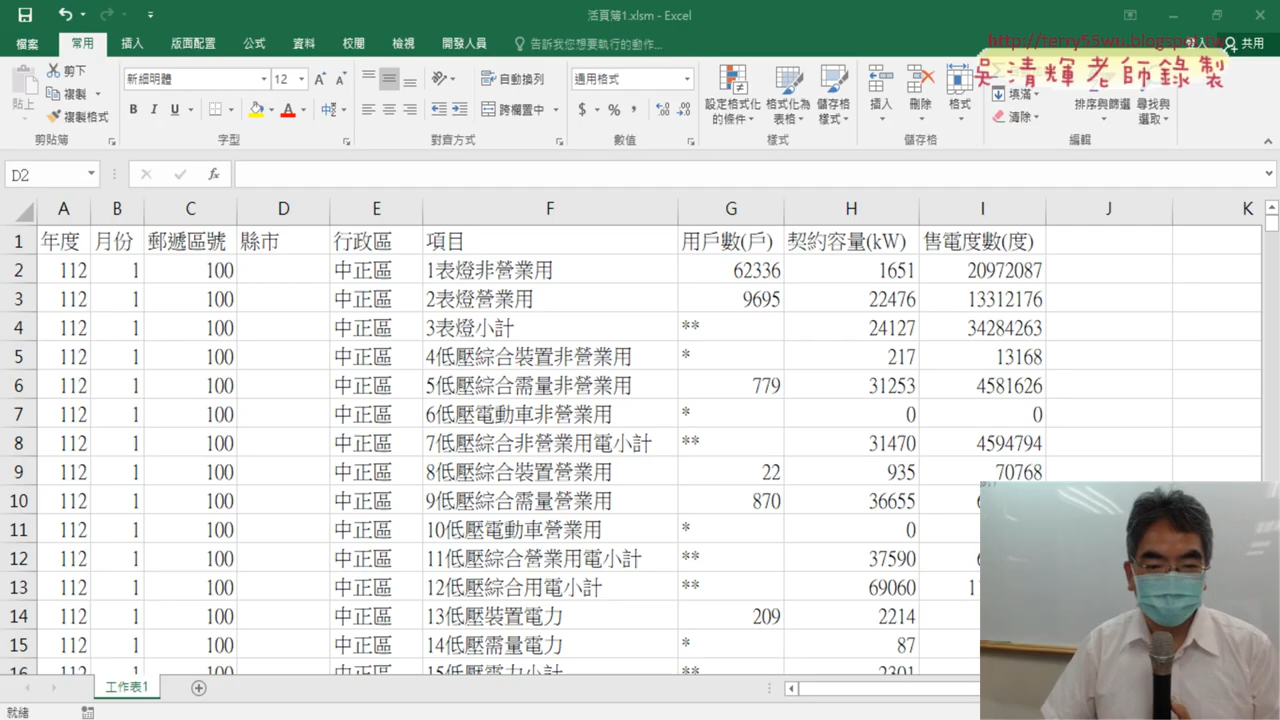 活頁簿1.xlsm - Excel
檔案 常用 插入 版面配置 公式 資料 校閱 檢視 開發人員 告訴我您想要執行的動作... 共用
http://terry55wu.blogspot.tw
吳清輝老師錄製
貼上 剪下 複製 複製格式 剪貼簿
新細明體 12 B I U 字型
自動換列 跨欄置中 對齊方式
通用格式 $ % 數值
設定格式化的條件 格式化為表格 儲存格樣式 樣式
插入 刪除 格式 儲存格
填滿 清除 排序與篩選 尋找與選取 編輯
D2 fx
A B C D E F G H I J K
1 年度 月份 郵遞區號 縣市 行政區 項目 用戶數(戶) 契約容量(kW) 售電度數(度)
2 112 1 100 中正區 1表燈非營業用 62336 1651 20972087
3 112 1 100 中正區 2表燈營業用 9695 22476 13312176
4 112 1 100 中正區 3表燈小計 ** 24127 34284263
5 112 1 100 中正區 4低壓綜合裝置非營業用 * 217 13168
6 112 1 100 中正區 5低壓綜合需量非營業用 779 31253 4581626
7 112 1 100 中正區 6低壓電動車非營業用 * 0 0
8 112 1 100 中正區 7低壓綜合非營業用電小計 ** 31470 4594794
9 112 1 100 中正區 8低壓綜合裝置營業用 22 935 70768
10 112 1 100 中正區 9低壓綜合需量營業用 870 36655
11 112 1 100 中正區 10低壓電動車營業用 * 0
12 112 1 100 中正區 11低壓綜合營業用電小計 ** 37590
13 112 1 100 中正區 12低壓綜合用電小計 ** 69060
14 112 1 100 中正區 13低壓裝置電力 209 2214
15 112 1 100 中正區 14低壓需量電力 * 87
16 112 1 100 中正區 15低壓電力小計 ** 2301
工作表1
就緒